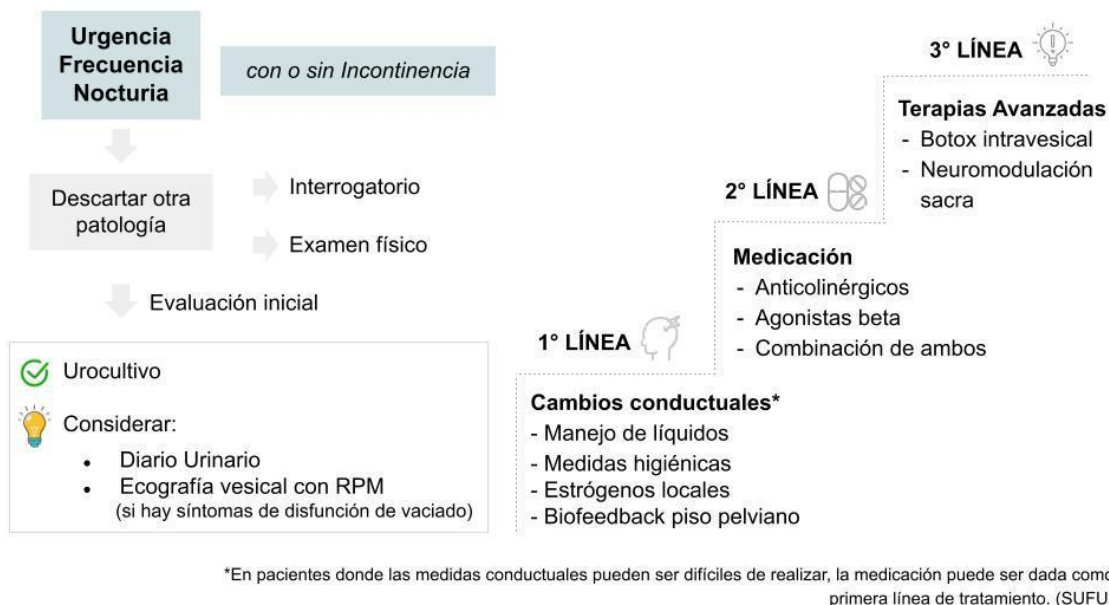 Urgencia
Frecuencia
Nocturia
con o sin Incontinencia
Descartar otra
patología
Interrogatorio
Examen físico
Evaluación inicial
Urocultivo
Considerar:
• Diario Urinario
• Ecografía vesical con RPM
(si hay síntomas de disfunción de vaciado)
1° LÍNEA
Cambios conductuales*
- Manejo de líquidos
- Medidas higiénicas
- Estrógenos locales
- Biofeedback piso pelviano
2° LÍNEA
Medicación
- Anticolinérgicos
- Agonistas beta
- Combinación de ambos
3° LÍNEA
Terapias Avanzadas
- Botox intravesical
- Neuromodulación
sacra
*En pacientes donde las medidas conductuales pueden ser difíciles de realizar, la medicación puede ser dada como
primera línea de tratamiento. (SUFU